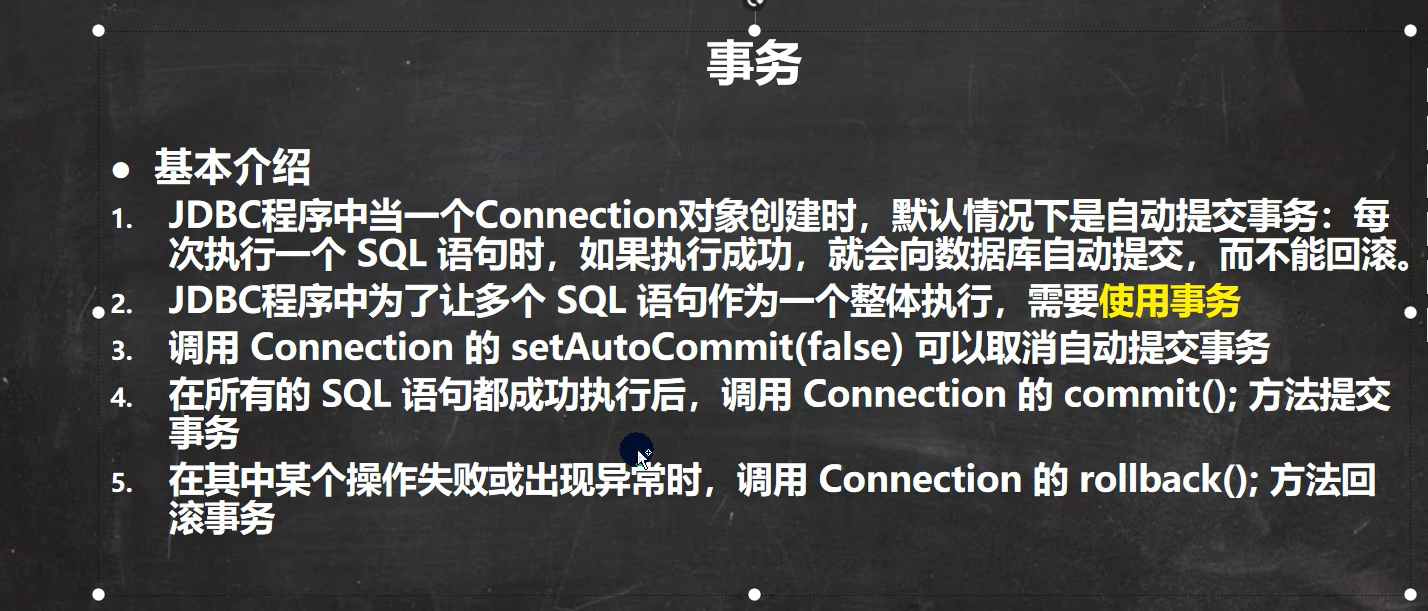 事务
● 基本介绍
1. JDBC程序中当一个Connection对象创建时，默认情况下是自动提交事务：每
次执行一个 SQL 语句时，如果执行成功，就会向数据库自动提交，而不能回滚。
2. JDBC程序中为了让多个 SQL 语句作为一个整体执行，需要使用事务
3. 调用 Connection 的 setAutoCommit(false) 可以取消自动提交事务
4. 在所有的 SQL 语句都成功执行后，调用 Connection 的 commit(); 方法提交
事务
5. 在其中某个操作失败或出现异常时，调用 Connection 的 rollback(); 方法回
滚事务